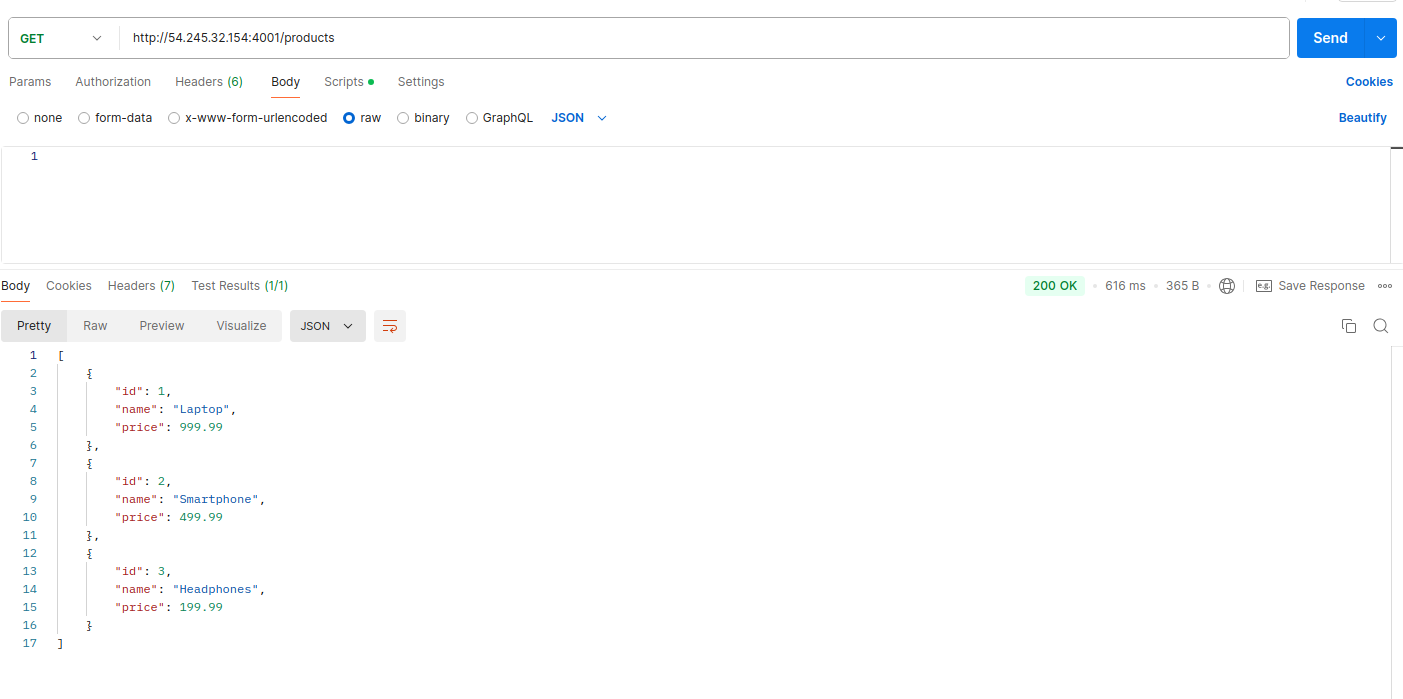 GET http://54.245.32.154:4001/products Send
Params Authorization Headers (6) Body Scripts Settings Cookies
none form-data x-www-form-urlencoded raw binary GraphQL JSON Beautify
1
Body Cookies Headers (7) Test Results (1/1) 200 OK 616 ms 365 B e.g. Save Response
Pretty Raw Preview Visualize JSON
1 [
2 {
3 "id": 1,
4 "name": "Laptop",
5 "price": 999.99
6 },
7 {
8 "id": 2,
9 "name": "Smartphone",
10 "price": 499.99
11 },
12 {
13 "id": 3,
14 "name": "Headphones",
15 "price": 199.99
16 }
17 ]